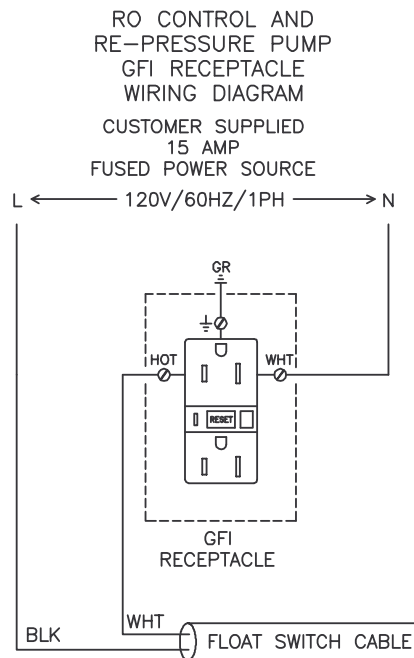 RO CONTROL AND
RE-PRESSURE PUMP
GFI RECEPTACLE
WIRING DIAGRAM
CUSTOMER SUPPLIED
15 AMP
FUSED POWER SOURCE
L 120V/60HZ/1PH N
GR
HOT WHT
RESET
GFI
RECEPTACLE
WHT
BLK
FLOAT SWITCH CABLE